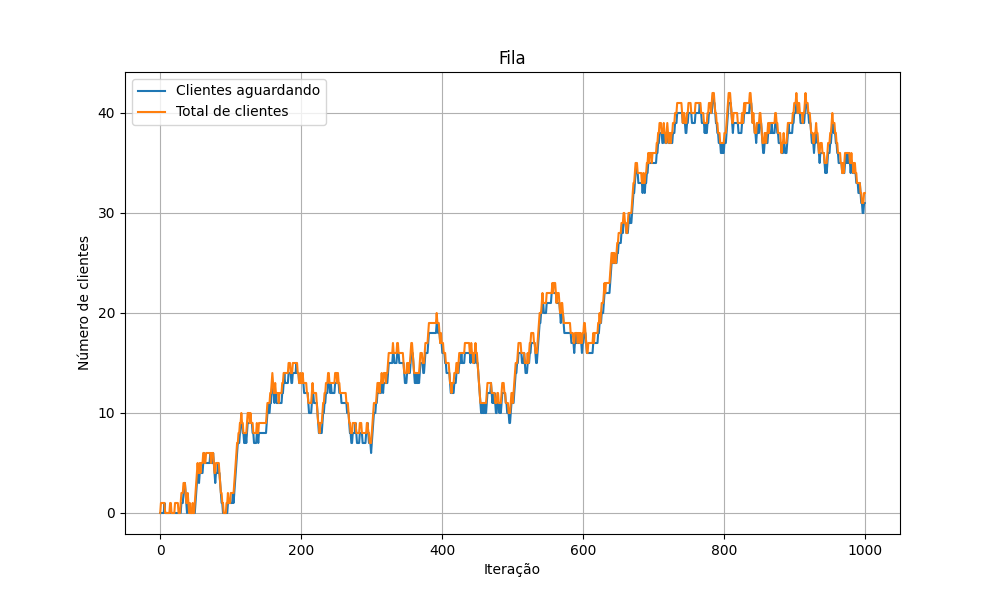 Fila
Clientes aguardando
Total de clientes
Número de clientes
40
30
20
10
0
0 200 400 600 800 1000
Iteração